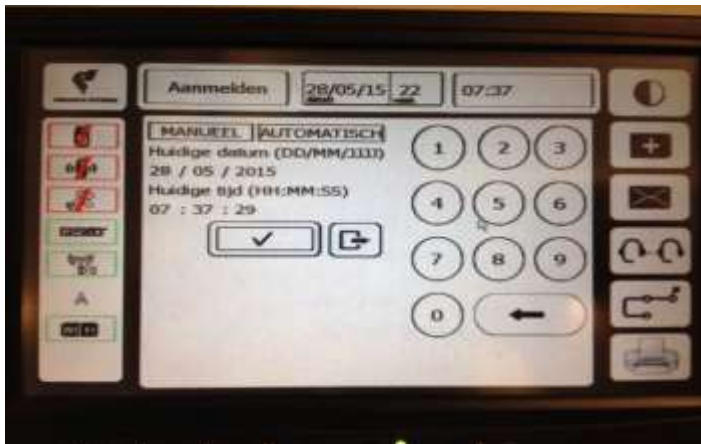 Aanmelden 28/05/15 22 07:37
MANUEEL AUTOMATISCH
Huidige datum (DD/MM/JJJJ)
28 / 05 / 2015
Huidige tijd (HH:MM:SS)
07 : 37 : 29
1 2 3
4 5 6
7 8 9
0
A